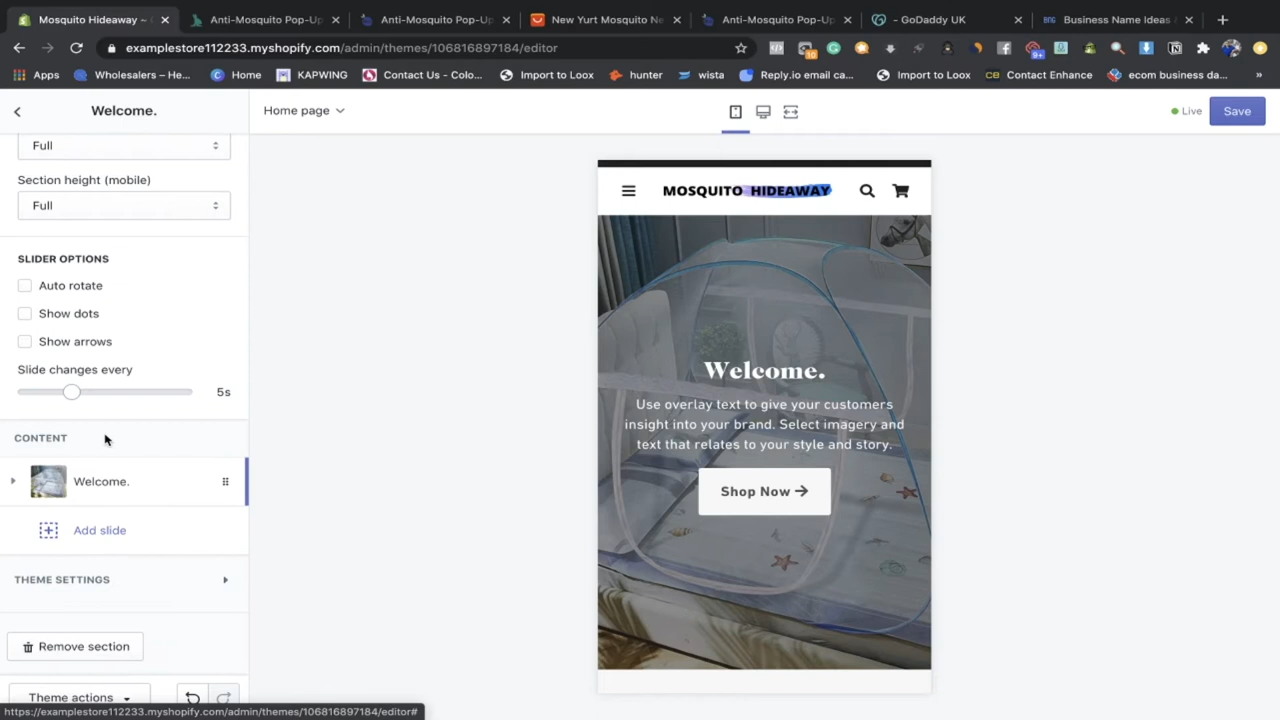 Mosquito Hideaway ~
Anti-Mosquito Pop-Up
Anti-Mosquito Pop-Up
New Yurt Mosquito Ne
Anti-Mosquito Pop-Up
- GoDaddy UK
Business Name Ideas
examplestore112233.myshopify.com/admin/themes/106816897184/editor
Apps
Wholesalers – He...
Home
KAPWING
Contact Us - Colo...
Import to Loox
hunter
wista
Reply.io email ca...
Import to Loox
Contact Enhance
ecom business da...
»
Welcome.
Home page
Live
Save
Full
Section height (mobile)
Full
SLIDER OPTIONS
Auto rotate
Show dots
Show arrows
Slide changes every
5s
CONTENT
Welcome.
Add slide
THEME SETTINGS
Remove section
Theme actions
https://examplestore112233.myshopify.com/admin/themes/106816897184/editor#
MOSQUITO HIDEAWAY
Welcome.
Use overlay text to give your customers
insight into your brand. Select imagery and
text that relates to your style and story.
Shop Now →